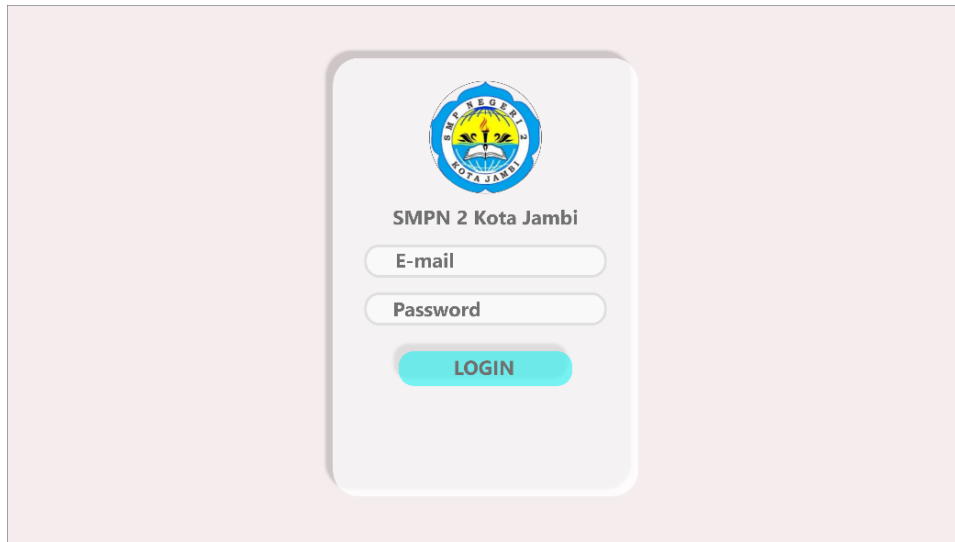 SMP NEGERI 2
KOTA JAMBI
SMPN 2 Kota Jambi
E-mail
Password
LOGIN